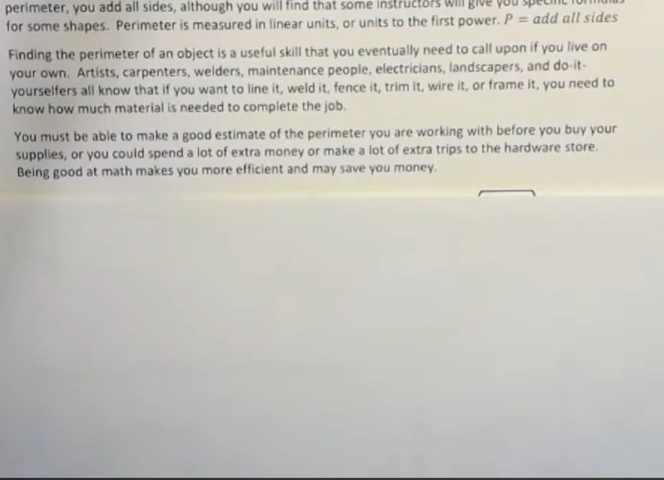 perimeter, you add all sides, although you will find that some instructors will give you specific formulas
for some shapes. Perimeter is measured in linear units, or units to the first power. P = add all sides
Finding the perimeter of an object is a useful skill that you eventually need to call upon if you live on
your own. Artists, carpenters, welders, maintenance people, electricians, landscapers, and do-it-
yourselfers all know that if you want to line it, weld it, fence it, trim it, wire it, or frame it, you need to
know how much material is needed to complete the job.
You must be able to make a good estimate of the perimeter you are working with before you buy your
supplies, or you could spend a lot of extra money or make a lot of extra trips to the hardware store.
Being good at math makes you more efficient and may save you money.